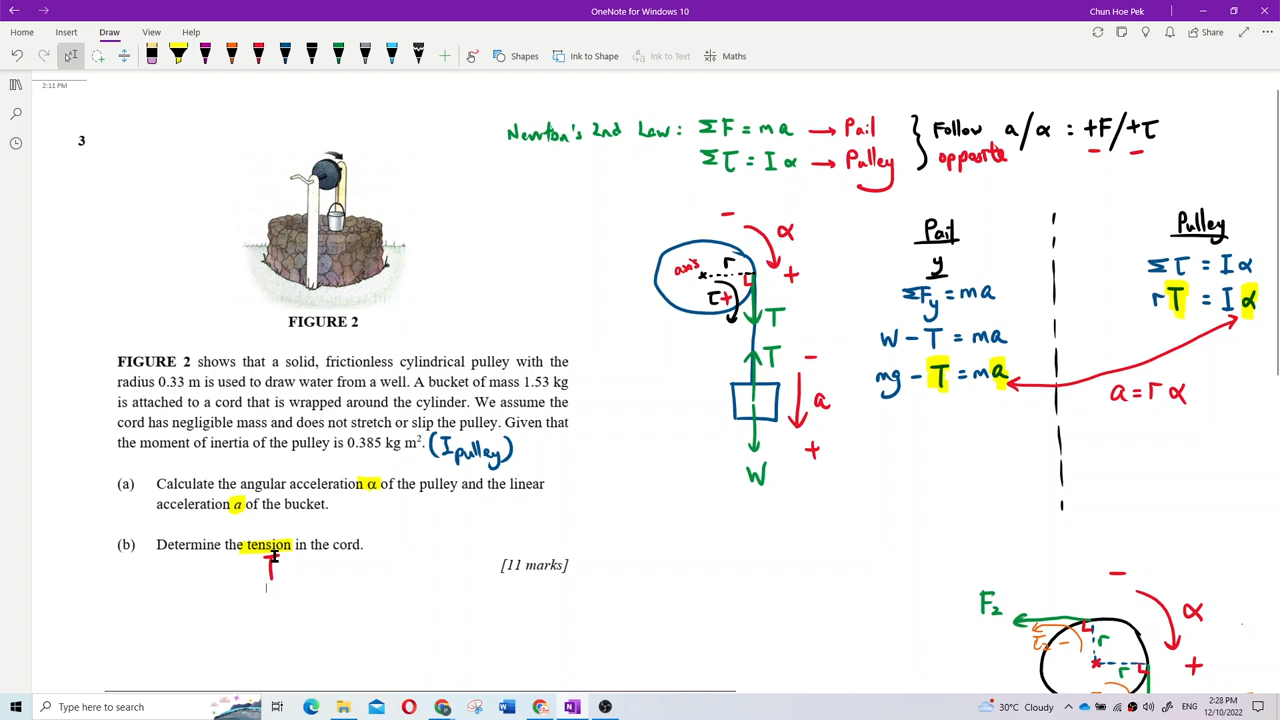 OneNote for Windows 10
Chun Hoe Pek
Home Insert Draw View Help
Shapes Ink to Shape Ink to Text Maths
Share
2:11 PM
3
FIGURE 2
FIGURE 2 shows that a solid, frictionless cylindrical pulley with the
radius 0.33 m is used to draw water from a well. A bucket of mass 1.53 kg
is attached to a cord that is wrapped around the cylinder. We assume the
cord has negligible mass and does not stretch or slip the pulley. Given that
the moment of inertia of the pulley is 0.385 kg m². (I pulley)
(a) Calculate the angular acceleration α of the pulley and the linear
acceleration a of the bucket.
(b) Determine the tension in the cord.
T
[11 marks]
Newton's 2nd Law: ΣF = ma → Pail } Follow a/α : +F/+τ
Στ = Iα → Pulley opposite - -
- α +
axis r
τ+
T
T
- a +
W
Pail
y
ΣFy = ma
W - T = ma
mg - T = ma
Pulley
Στ = Iα
rT = Iα
a = rα
- α +
F2
τ2 -
r
r
Type here to search
30°C Cloudy
ENG
2:28 PM
12/10/2022